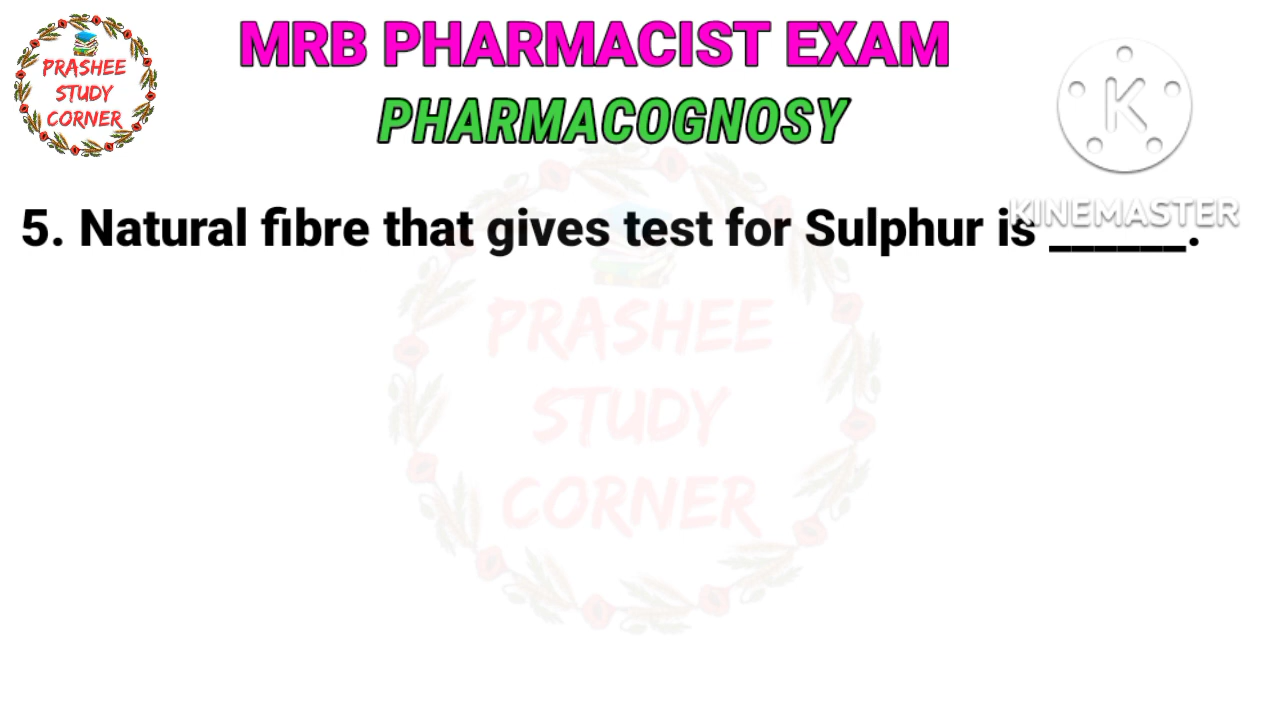 PRASHEE
STUDY
CORNER
MRB PHARMACIST EXAM
PHARMACOGNOSY
K
KINEMASTER
5. Natural fibre that gives test for Sulphur is ______.
PRASHEE
STUDY
CORNER